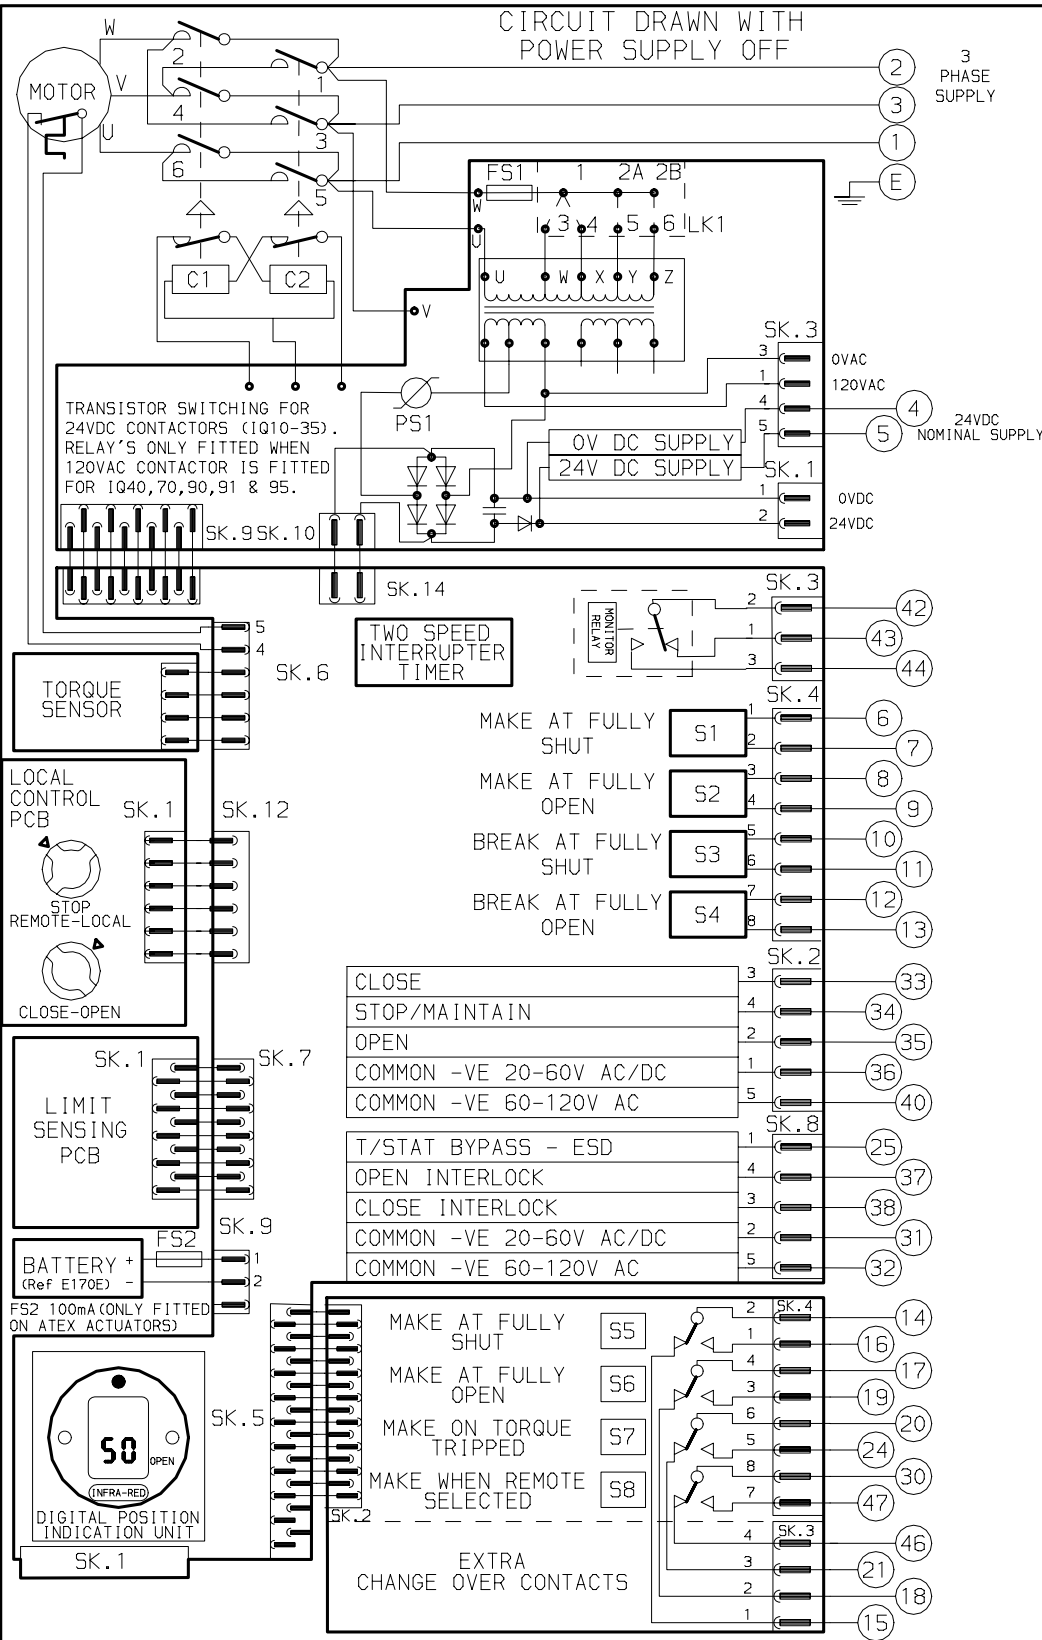 CIRCUIT DRAWN WITH
POWER SUPPLY OFF
W
V
U
MOTOR
2
4
6
1
3
5
2
3
1
E
3
PHASE
SUPPLY
C1
C2
FS1
1
2A
2B
W
U
3
4
5
6
LK1
U
W
X
Y
Z
V
SK.3
3
0VAC
1
120VAC
4
4
5
5
24VDC
NOMINAL SUPPLY
PS1
0V DC SUPPLY
24V DC SUPPLY
SK.1
1
0VDC
2
24VDC
TRANSISTOR SWITCHING FOR
24VDC CONTACTORS (IQ10-35).
RELAY'S ONLY FITTED WHEN
120VAC CONTACTOR IS FITTED
FOR IQ40,70,90,91 & 95.
SK.9
SK.10
SK.14
5
4
SK.6
TWO SPEED
INTERRUPTER
TIMER
MONITOR
RELAY
SK.3
2
42
1
43
3
44
TORQUE
SENSOR
SK.4
MAKE AT FULLY
SHUT
S1
1
6
2
7
MAKE AT FULLY
OPEN
S2
3
8
4
9
BREAK AT FULLY
SHUT
S3
5
10
6
11
BREAK AT FULLY
OPEN
S4
7
12
8
13
LOCAL
CONTROL
PCB
SK.1
SK.12
STOP
REMOTE-LOCAL
CLOSE-OPEN
SK.2
CLOSE
3
33
STOP/MAINTAIN
4
34
OPEN
2
35
COMMON -VE 20-60V AC/DC
1
36
COMMON -VE 60-120V AC
5
40
SK.1
SK.7
LIMIT
SENSING
PCB
SK.8
T/STAT BYPASS - ESD
1
25
OPEN INTERLOCK
4
37
CLOSE INTERLOCK
3
38
COMMON -VE 20-60V AC/DC
2
31
COMMON -VE 60-120V AC
5
32
SK.9
FS2
BATTERY + -
(Ref E170E)
1
2
FS2 100mA(ONLY FITTED
ON ATEX ACTUATORS)
MAKE AT FULLY
SHUT
S5
SK.4
2
14
1
16
MAKE AT FULLY
OPEN
S6
4
17
3
19
MAKE ON TORQUE
TRIPPED
S7
6
20
5
24
MAKE WHEN REMOTE
SELECTED
S8
8
30
7
47
SK.5
SK.2
50
OPEN
INFRA-RED
DIGITAL POSITION
INDICATION UNIT
SK.1
EXTRA
CHANGE OVER CONTACTS
SK.3
4
46
3
21
2
18
1
15